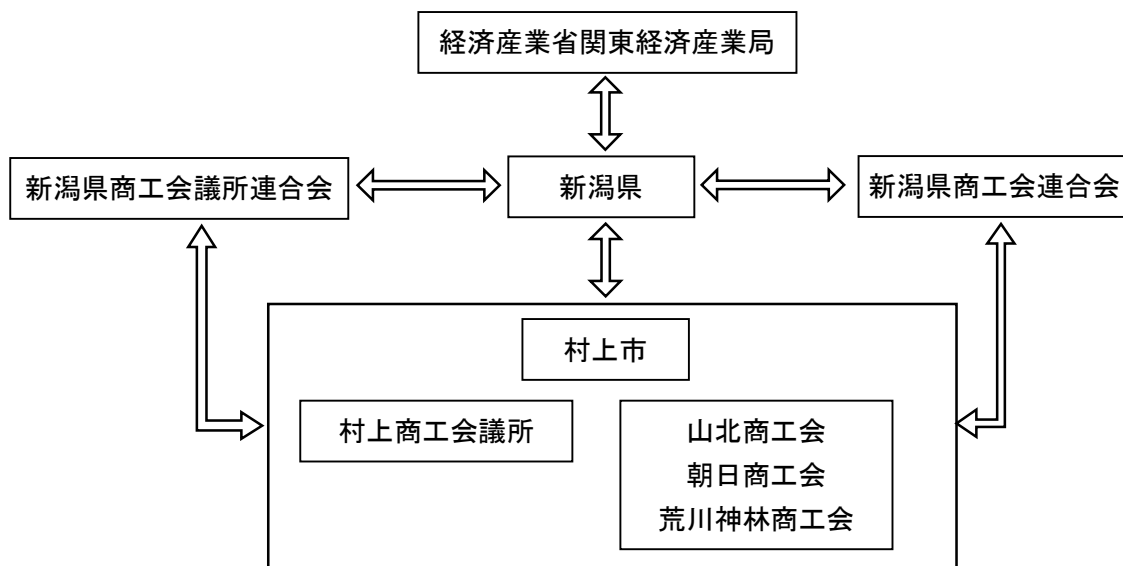 経済産業省関東経済産業局
新潟県商工会議所連合会
新潟県
新潟県商工会連合会
村上市
村上商工会議所
山北商工会
朝日商工会
荒川神林商工会